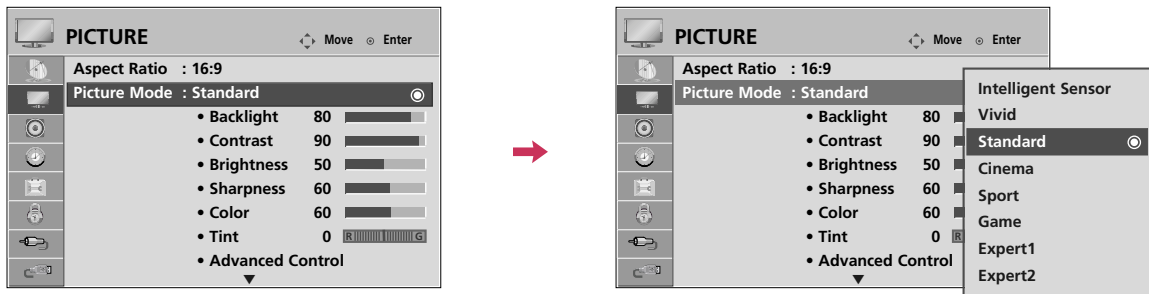 PICTURE Move Enter
Aspect Ratio : 16:9
Picture Mode : Standard
• Backlight 80
• Contrast 90
• Brightness 50
• Sharpness 60
• Color 60
• Tint 0 R G
• Advanced Control
PICTURE Move Enter
Aspect Ratio : 16:9
Picture Mode : Standard
• Backlight 80
• Contrast 90
• Brightness 50
• Sharpness 60
• Color 60
• Tint 0 R
• Advanced Control
Intelligent Sensor
Vivid
Standard
Cinema
Sport
Game
Expert1
Expert2